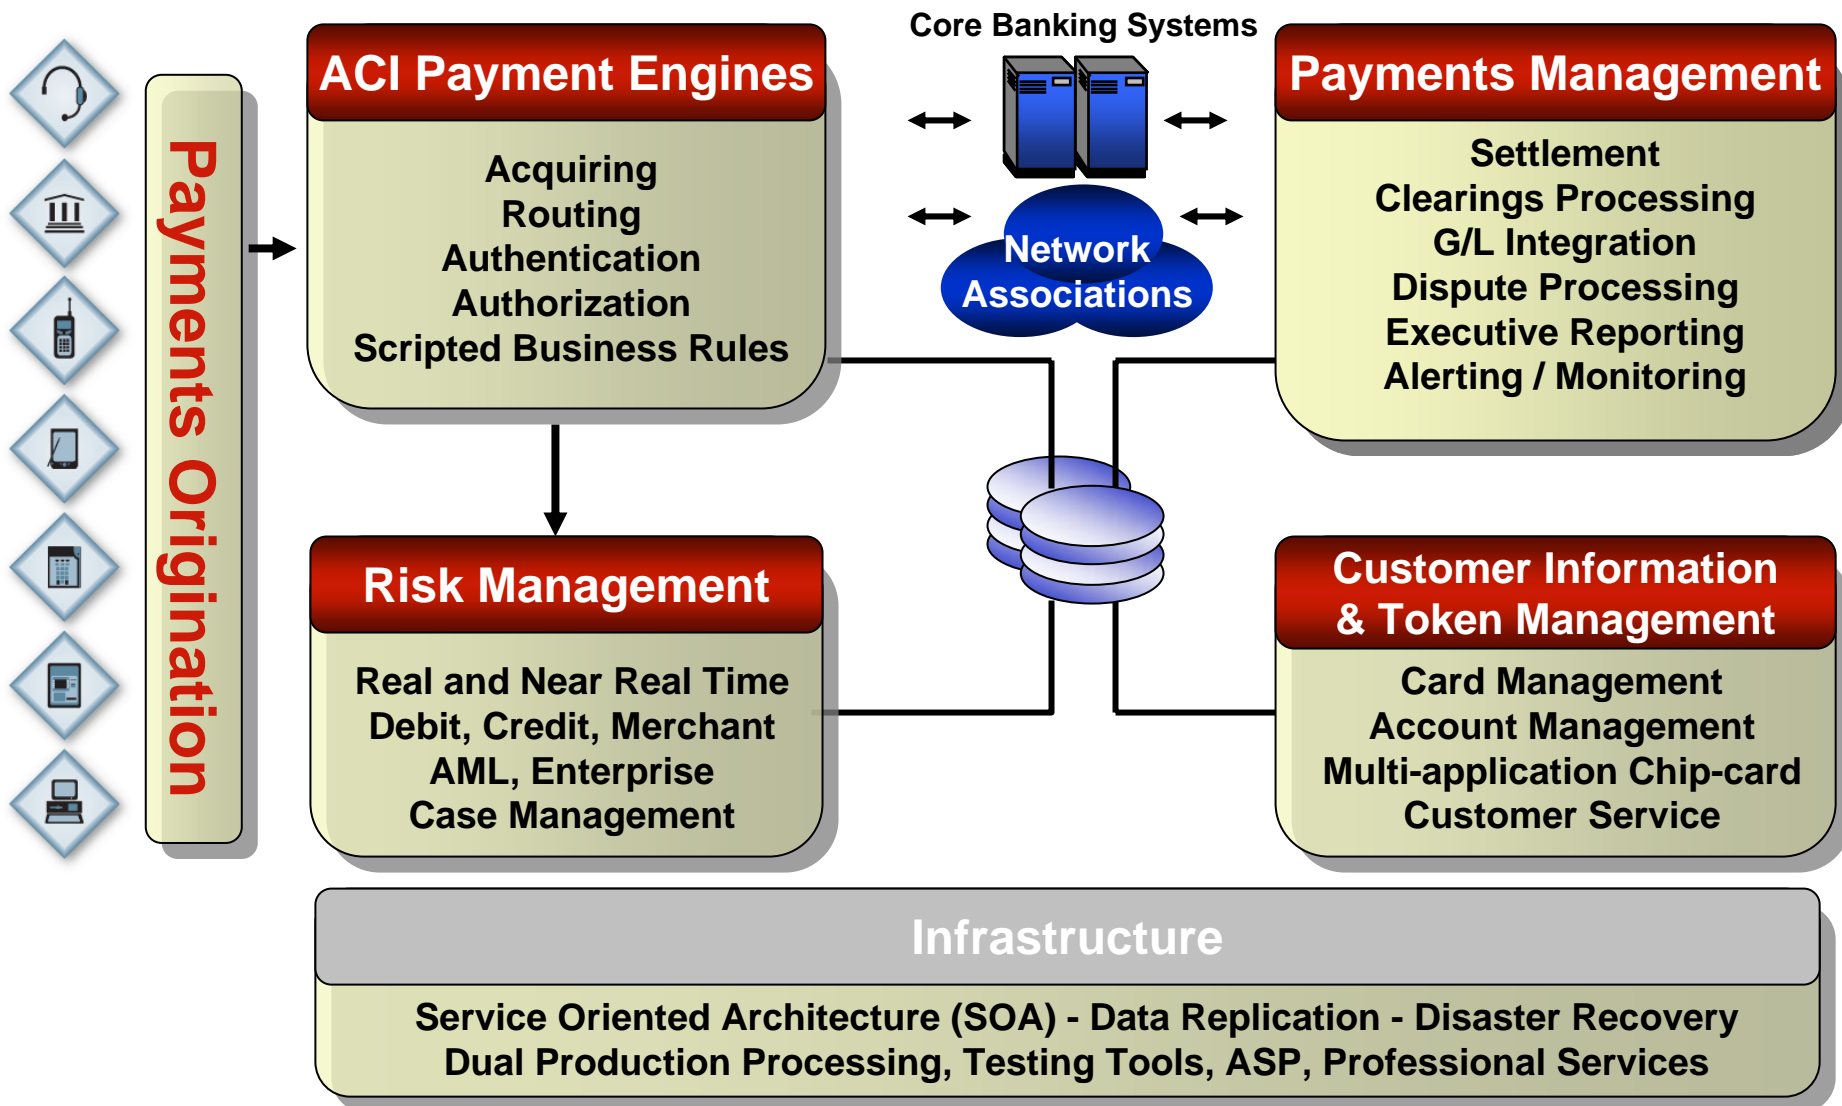 Payments Origination
ACI Payment Engines
Acquiring
Routing
Authentication
Authorization
Scripted Business Rules
Core Banking Systems
Network
Associations
Payments Management
Settlement
Clearings Processing
G/L Integration
Dispute Processing
Executive Reporting
Alerting / Monitoring
Risk Management
Real and Near Real Time
Debit, Credit, Merchant
AML, Enterprise
Case Management
Customer Information
& Token Management
Card Management
Account Management
Multi-application Chip-card
Customer Service
Infrastructure
Service Oriented Architecture (SOA) - Data Replication - Disaster Recovery
Dual Production Processing, Testing Tools, ASP, Professional Services